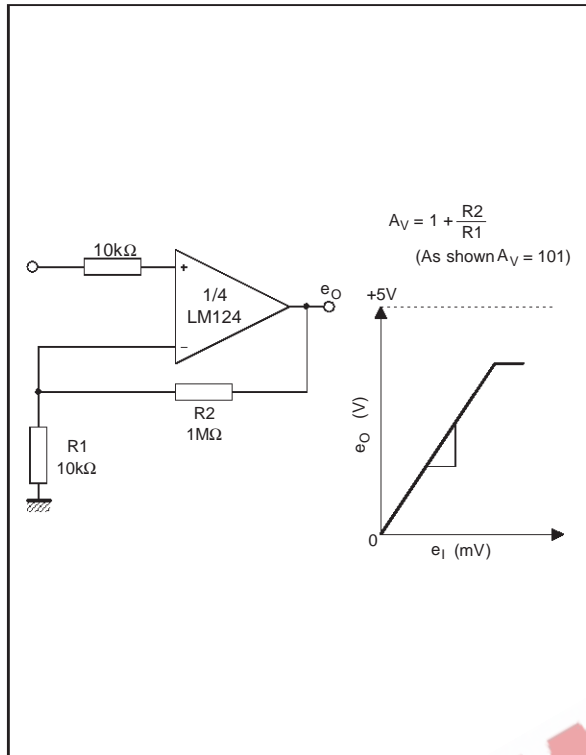 10kΩ
+
1/4
LM124
–
e_O
R2
1MΩ
R1
10kΩ
A_V = 1 + R2/R1
(As shown A_V = 101)
+5V
e_O (V)
0
e_I (mV)